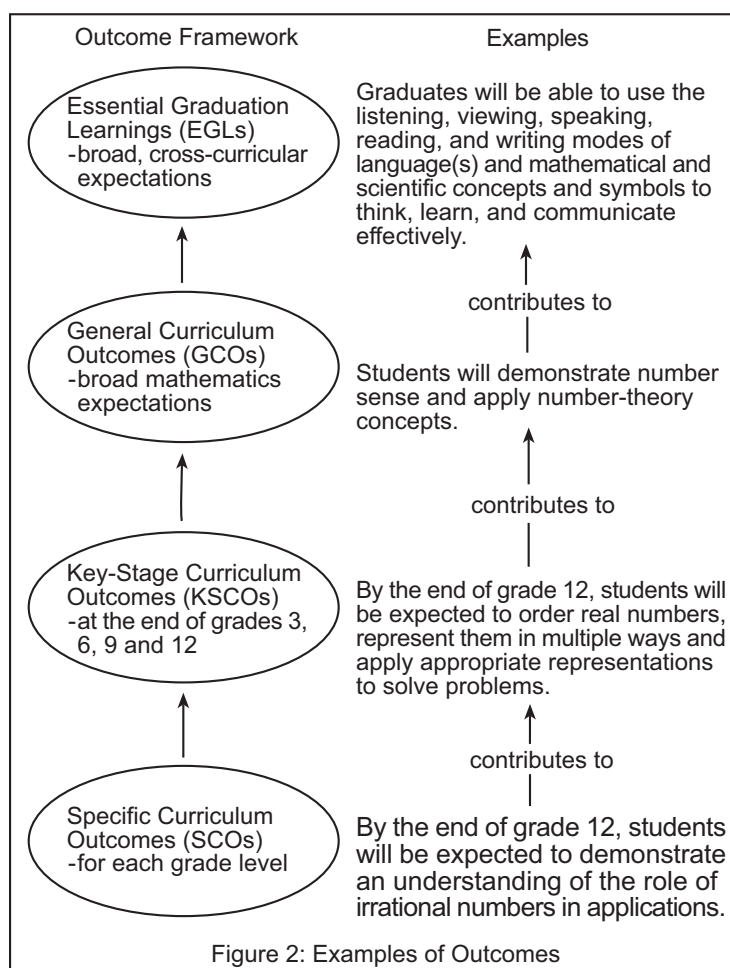 Outcome Framework
Examples
Essential Graduation
Learnings (EGLs)
-broad, cross-curricular
expectations
Graduates will be able to use the
listening, viewing, speaking,
reading, and writing modes of
language(s) and mathematical and
scientific concepts and symbols to
think, learn, and communicate
effectively.
contributes to
General Curriculum
Outcomes (GCOs)
-broad mathematics
expectations
Students will demonstrate number
sense and apply number-theory
concepts.
contributes to
Key-Stage Curriculum
Outcomes (KSCOs)
-at the end of grades 3,
6, 9 and 12
By the end of grade 12, students will
be expected to order real numbers,
represent them in multiple ways and
apply appropriate representations
to solve problems.
contributes to
Specific Curriculum
Outcomes (SCOs)
-for each grade level
By the end of grade 12, students
will be expected to demonstrate
an understanding of the role of
irrational numbers in applications.
Figure 2: Examples of Outcomes